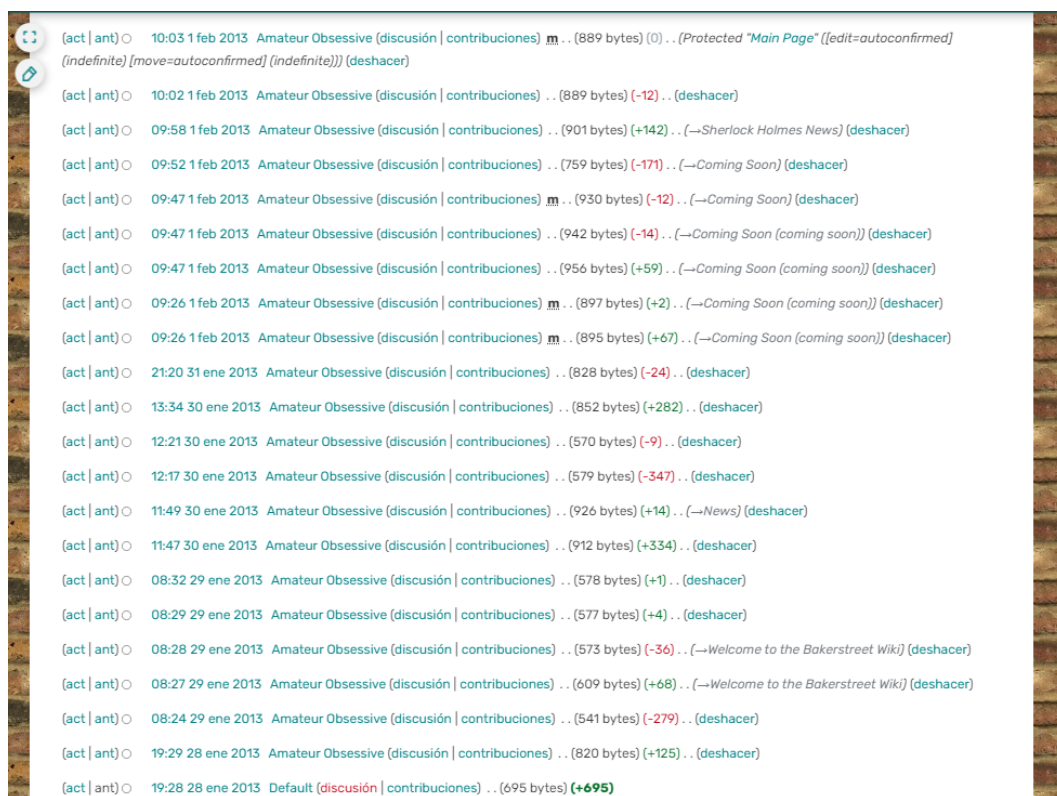 (act | ant) 10:03 1 feb 2013 Amateur Obsessive (discusión | contribuciones) m . . (889 bytes) (0) . . (Protected "Main Page" ([edit=autoconfirmed]
(indefinite) [move=autoconfirmed] (indefinite))) (deshacer)
(act | ant) 10:02 1 feb 2013 Amateur Obsessive (discusión | contribuciones) . . (889 bytes) (-12) . . (deshacer)
(act | ant) 09:58 1 feb 2013 Amateur Obsessive (discusión | contribuciones) . . (901 bytes) (+142) . . (→Sherlock Holmes News) (deshacer)
(act | ant) 09:52 1 feb 2013 Amateur Obsessive (discusión | contribuciones) . . (759 bytes) (-171) . . (→Coming Soon) (deshacer)
(act | ant) 09:47 1 feb 2013 Amateur Obsessive (discusión | contribuciones) m . . (930 bytes) (-12) . . (→Coming Soon) (deshacer)
(act | ant) 09:47 1 feb 2013 Amateur Obsessive (discusión | contribuciones) . . (942 bytes) (-14) . . (→Coming Soon (coming soon)) (deshacer)
(act | ant) 09:47 1 feb 2013 Amateur Obsessive (discusión | contribuciones) . . (956 bytes) (+59) . . (→Coming Soon (coming soon)) (deshacer)
(act | ant) 09:26 1 feb 2013 Amateur Obsessive (discusión | contribuciones) m . . (897 bytes) (+2) . . (→Coming Soon (coming soon)) (deshacer)
(act | ant) 09:26 1 feb 2013 Amateur Obsessive (discusión | contribuciones) m . . (895 bytes) (+67) . . (→Coming Soon (coming soon)) (deshacer)
(act | ant) 21:20 31 ene 2013 Amateur Obsessive (discusión | contribuciones) . . (828 bytes) (-24) . . (deshacer)
(act | ant) 13:34 30 ene 2013 Amateur Obsessive (discusión | contribuciones) . . (852 bytes) (+282) . . (deshacer)
(act | ant) 12:21 30 ene 2013 Amateur Obsessive (discusión | contribuciones) . . (570 bytes) (-9) . . (deshacer)
(act | ant) 12:17 30 ene 2013 Amateur Obsessive (discusión | contribuciones) . . (579 bytes) (-347) . . (deshacer)
(act | ant) 11:49 30 ene 2013 Amateur Obsessive (discusión | contribuciones) . . (926 bytes) (+14) . . (→News) (deshacer)
(act | ant) 11:47 30 ene 2013 Amateur Obsessive (discusión | contribuciones) . . (912 bytes) (+334) . . (deshacer)
(act | ant) 08:32 29 ene 2013 Amateur Obsessive (discusión | contribuciones) . . (578 bytes) (+1) . . (deshacer)
(act | ant) 08:29 29 ene 2013 Amateur Obsessive (discusión | contribuciones) . . (577 bytes) (+4) . . (deshacer)
(act | ant) 08:28 29 ene 2013 Amateur Obsessive (discusión | contribuciones) . . (573 bytes) (-36) . . (→Welcome to the Bakerstreet Wiki) (deshacer)
(act | ant) 08:27 29 ene 2013 Amateur Obsessive (discusión | contribuciones) . . (609 bytes) (+68) . . (→Welcome to the Bakerstreet Wiki) (deshacer)
(act | ant) 08:24 29 ene 2013 Amateur Obsessive (discusión | contribuciones) . . (541 bytes) (-279) . . (deshacer)
(act | ant) 19:29 28 ene 2013 Amateur Obsessive (discusión | contribuciones) . . (820 bytes) (+125) . . (deshacer)
(act | ant) 19:28 28 ene 2013 Default (discusión | contribuciones) . . (695 bytes) (+695)